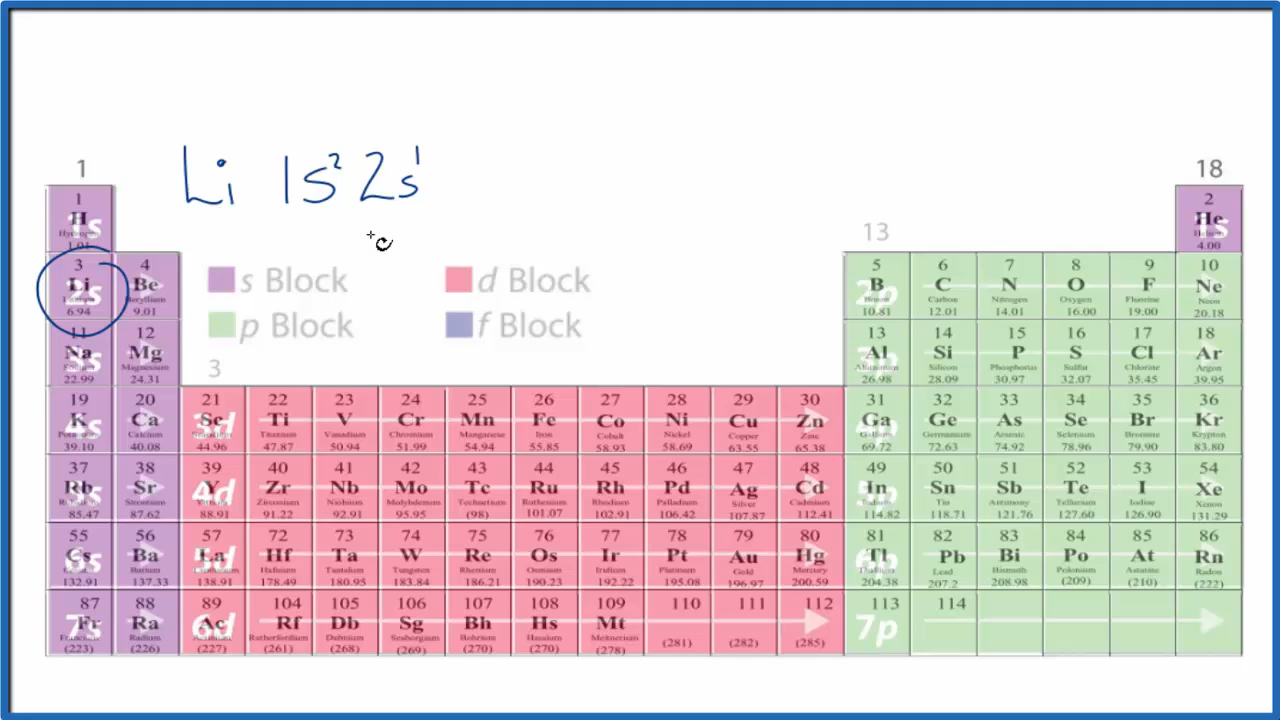 1
18
Li 1s² 2s¹
1
H
1s
1.01
2
He
1s
Helium
4.00
13
3
Li
2s
6.94
4
Be
Beryllium
9.01
s Block
d Block
p Block
f Block
5
B
2p
Boron
10.81
6
C
Carbon
12.01
7
N
Nitrogen
14.01
8
O
Oxygen
16.00
9
F
Fluorine
19.00
10
Ne
Neon
20.18
11
Na
3s
22.99
12
Mg
Magnesium
24.31
3
13
Al
26.98
14
Si
Silicon
28.09
15
P
Phosphorus
30.97
16
S
Sulfur
32.07
17
Cl
Chlorine
35.45
18
Ar
Argon
39.95
19
K
4s
39.10
20
Ca
Calcium
40.08
21
Sc
3d
44.96
22
Ti
Titanium
47.87
23
V
Vanadium
50.94
24
Cr
Chromium
51.99
25
Mn
Manganese
54.94
26
Fe
Iron
55.85
27
Co
Cobalt
58.93
28
Ni
Nickel
58.69
29
Cu
Copper
63.55
30
Zn
Zinc
65.38
31
Ga
69.72
32
Ge
Germanium
72.63
33
As
Arsenic
74.92
34
Se
Selenium
78.96
35
Br
Bromine
79.90
36
Kr
Krypton
83.80
37
Rb
85.47
38
Sr
Strontium
87.62
39
Y
4d
88.91
40
Zr
Zirconium
91.22
41
Nb
Niobium
92.91
42
Mo
Molybdenum
95.95
43
Tc
Technetium
(98)
44
Ru
Ruthenium
101.07
45
Rh
Rhodium
102.91
46
Pd
Palladium
106.42
47
Ag
Silver
107.87
48
Cd
Cadmium
112.41
49
In
114.82
50
Sn
Tin
118.71
51
Sb
Antimony
121.76
52
Te
Tellurium
127.60
53
I
Iodine
126.90
54
Xe
Xenon
131.29
55
Cs
6s
132.91
56
Ba
Barium
137.33
57
La
5d
138.91
72
Hf
Hafnium
178.49
73
Ta
Tantalum
180.95
74
W
Tungsten
183.84
75
Re
Rhenium
186.21
76
Os
Osmium
190.23
77
Ir
Iridium
192.22
78
Pt
Platinum
195.08
79
Au
Gold
196.97
80
Hg
Mercury
200.59
81
Tl
204.38
82
Pb
Lead
207.2
83
Bi
Bismuth
208.98
84
Po
Polonium
(209)
85
At
Astatine
(210)
86
Rn
Radon
(222)
87
Fr
(223)
88
Ra
Radium
(226)
89
Ac
6d
(227)
104
Rf
Rutherfordium
(261)
105
Db
Dubnium
(268)
106
Sg
Seaborgium
(269)
107
Bh
Bohrium
(270)
108
Hs
Hassium
(270)
109
Mt
Meitnerium
(278)
110
(281)
111
(282)
112
(285)
113
7p
114